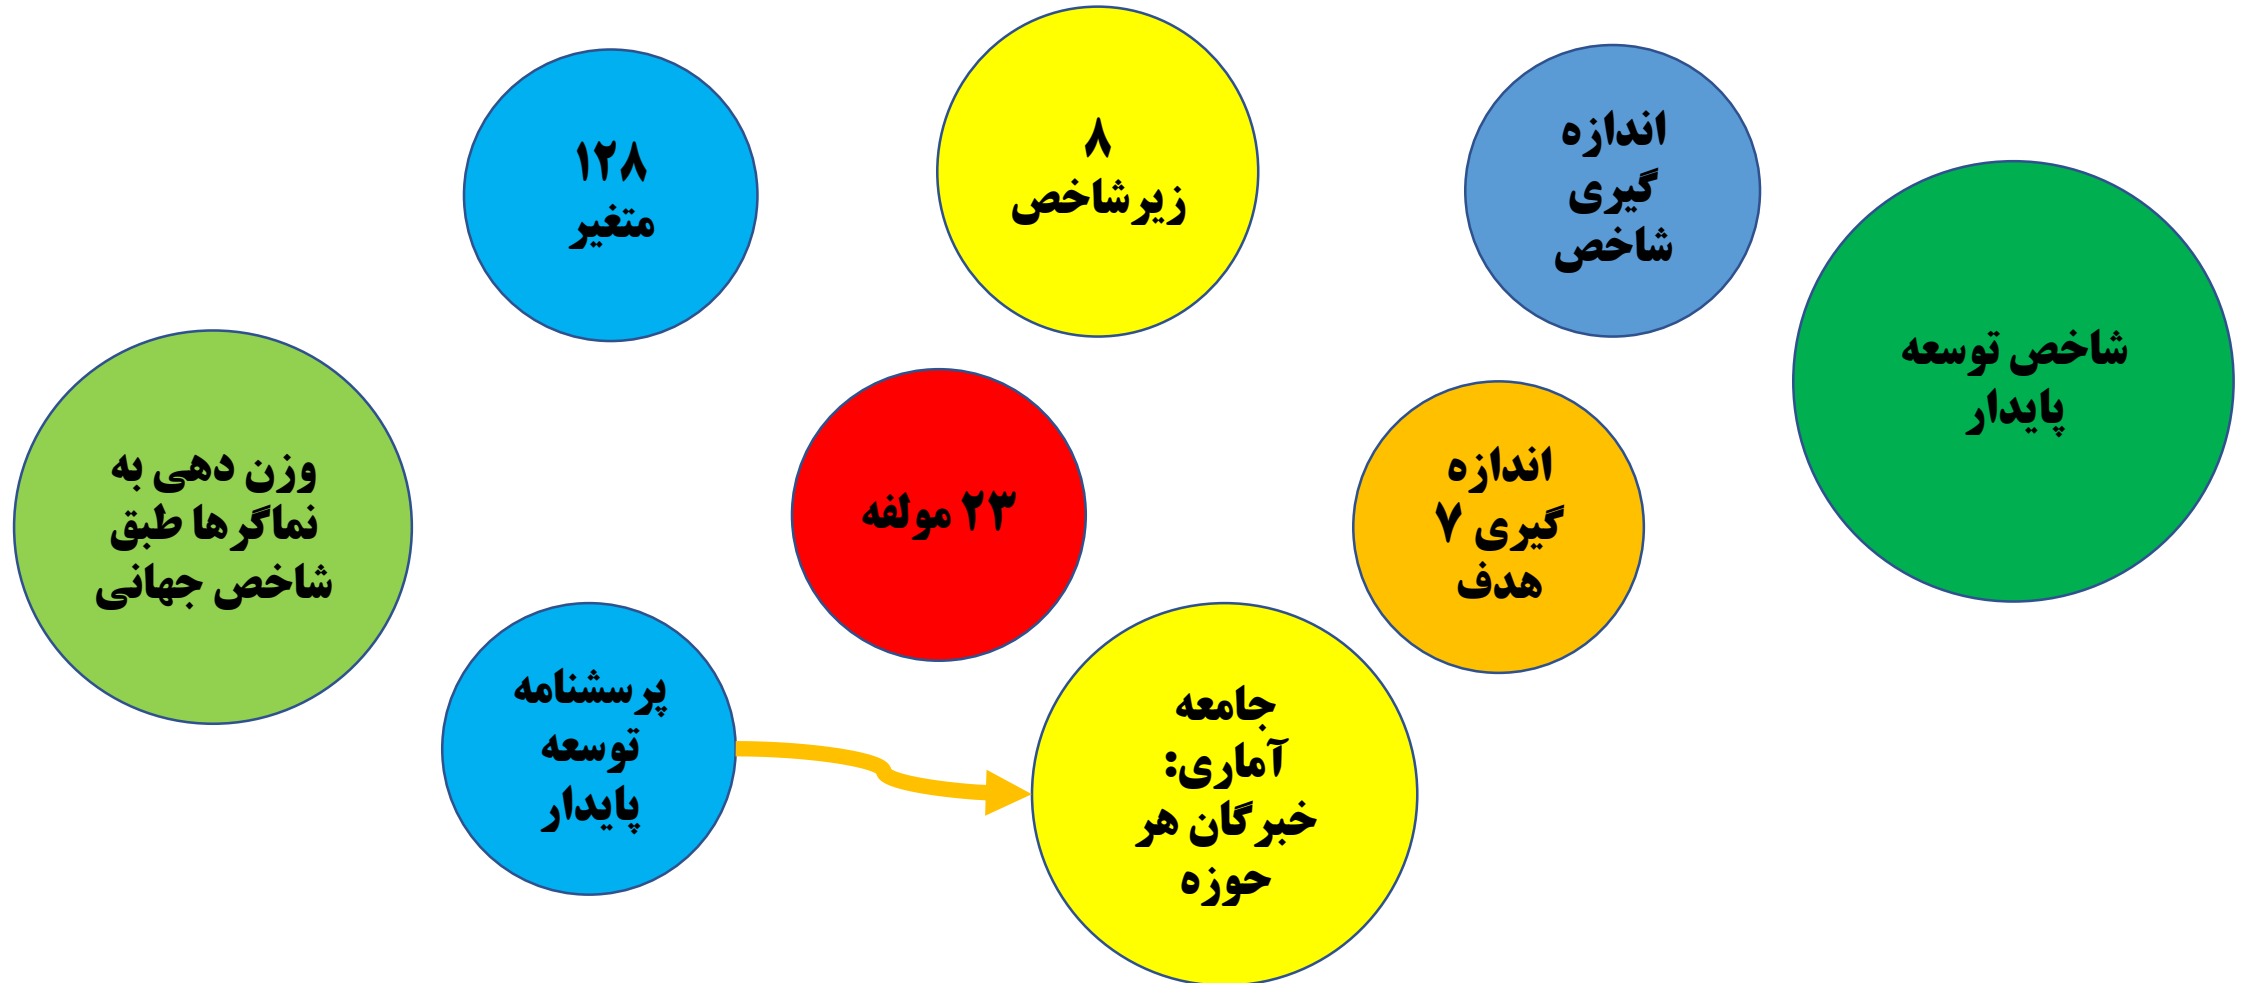 شاخص توسعه
پایدار
اندازه
گیری
شاخص
۸
زیرشاخص
۱۲۸
متغیر
اندازه
گیری ۷
هدف
۲۳ مولفه
وزن دهی به
نماگرها طبق
شاخص جهانی
پرسشنامه
توسعه
پایدار
جامعه
آماری:
خبرگان هر
حوزه